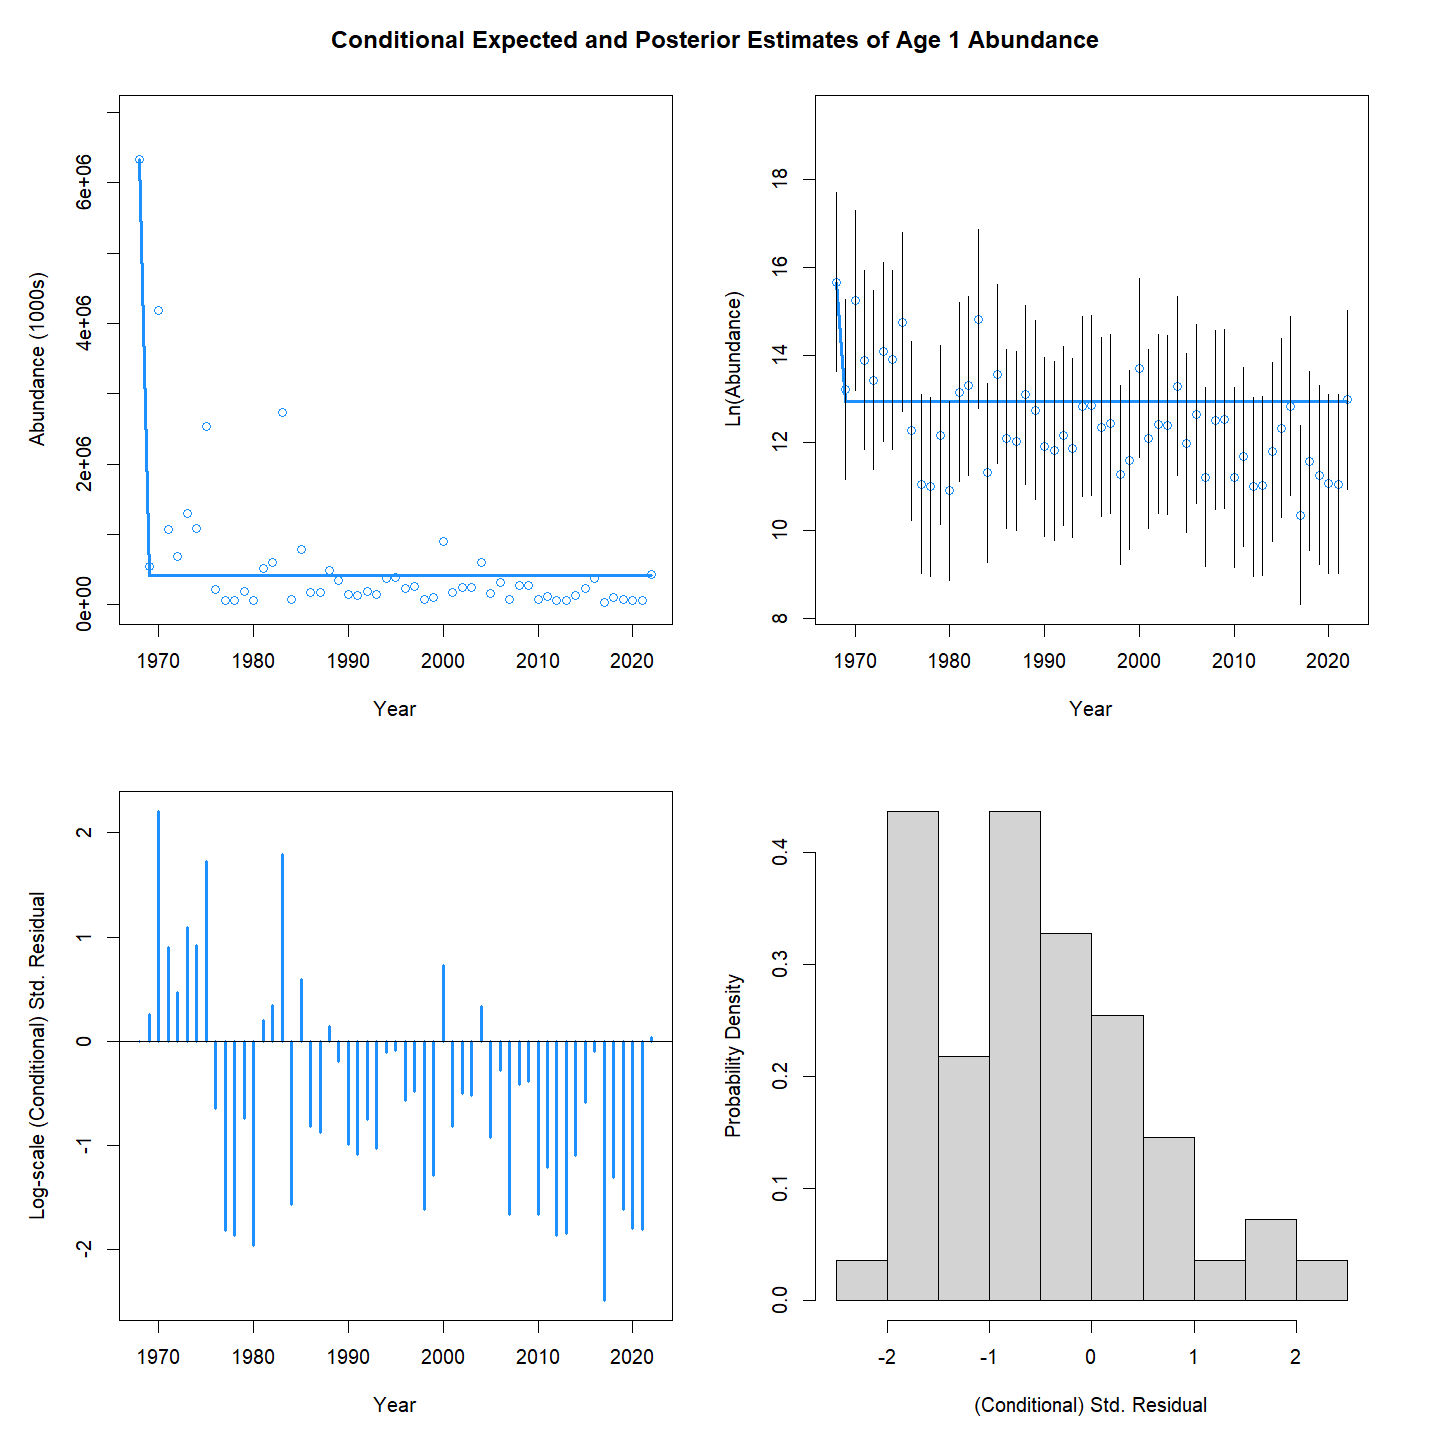 Conditional Expected and Posterior Estimates of Age 1 Abundance
Abundance (1000s)
6e+06
4e+06
2e+06
0e+00
1970 1980 1990 2000 2010 2020
Year
Ln(Abundance)
18
16
14
12
10
8
1970 1980 1990 2000 2010 2020
Year
Log-scale (Conditional) Std. Residual
2
1
0
-1
-2
1970 1980 1990 2000 2010 2020
Year
Probability Density
0.4
0.3
0.2
0.1
0.0
-2 -1 0 1 2
(Conditional) Std. Residual